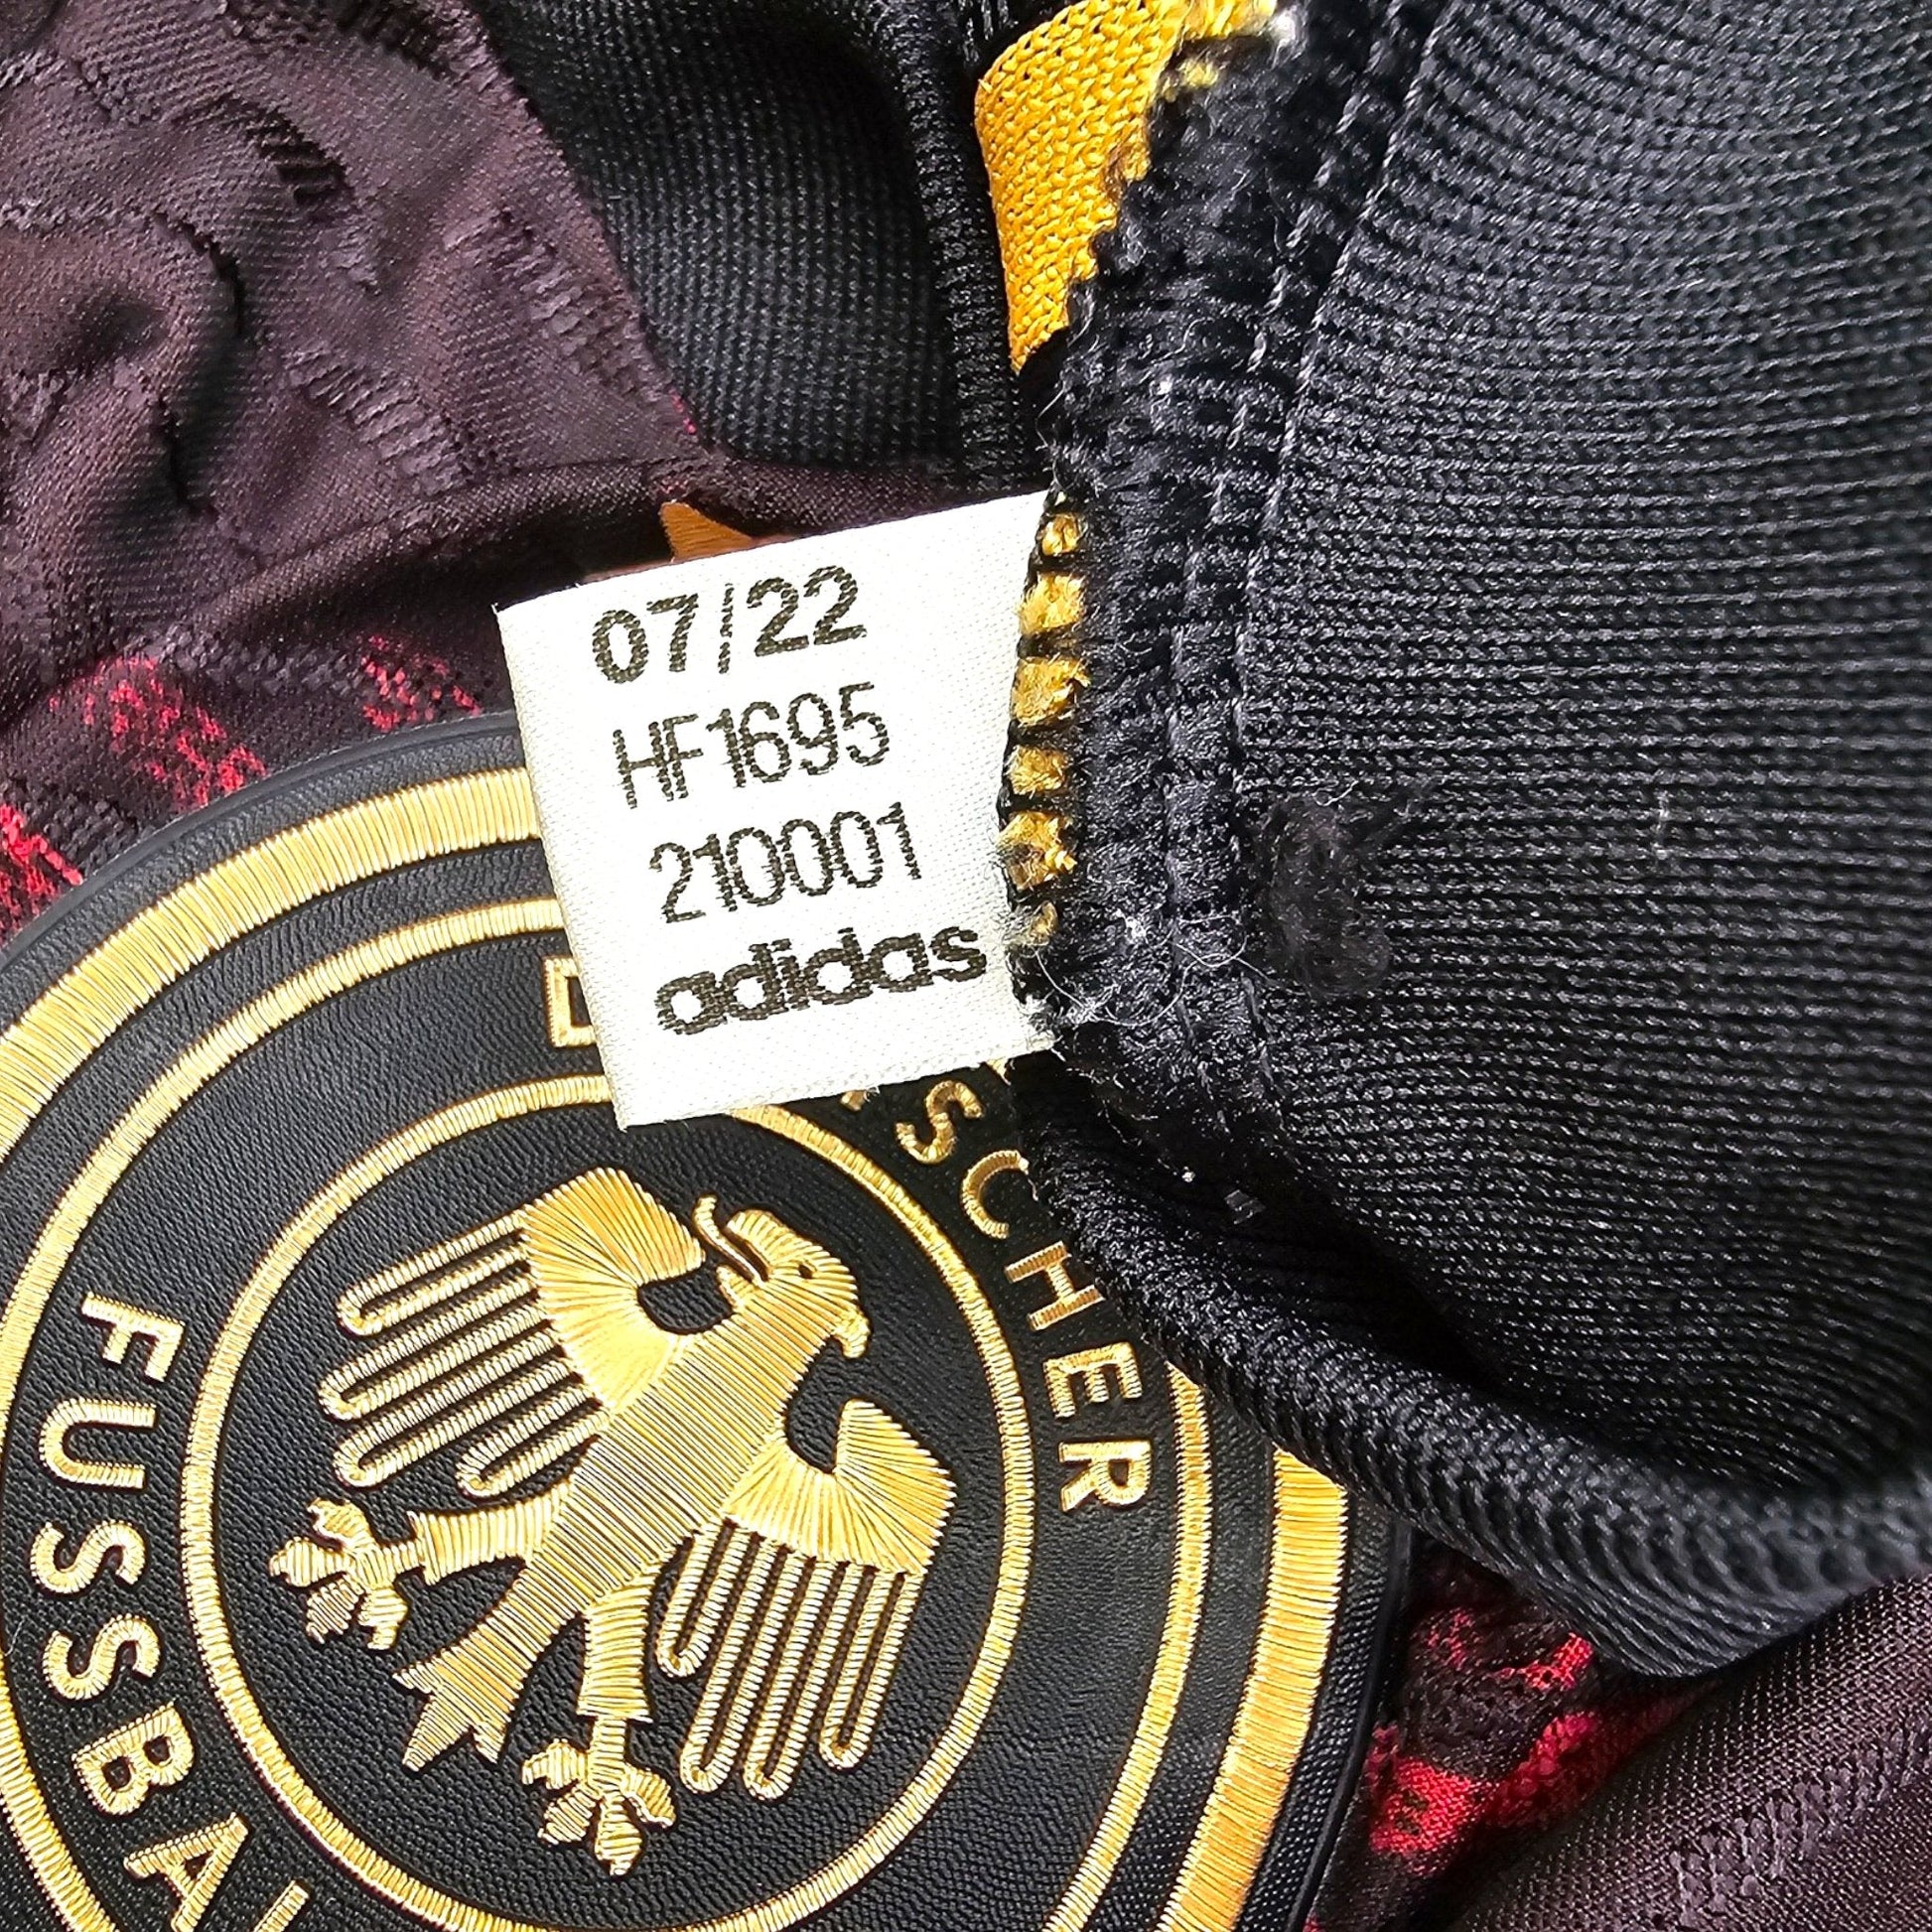 07/22
HF1695
210001
adidas
SCHER
FUSSBA